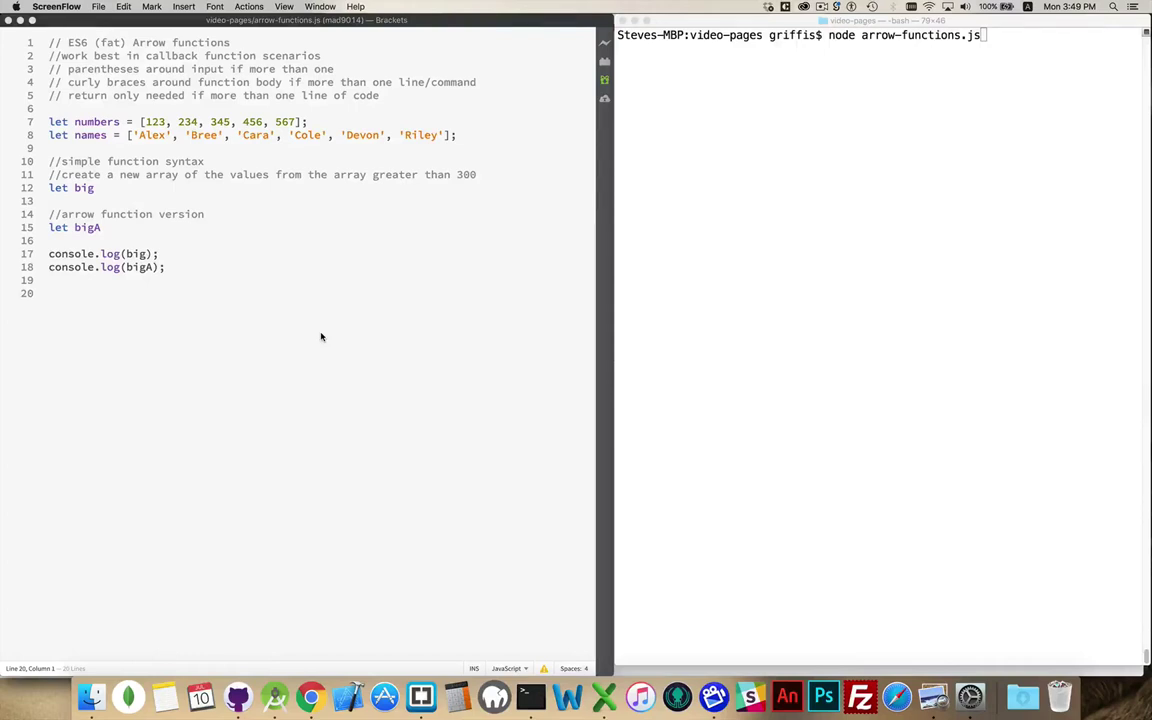 ScreenFlow File Edit Mark Insert Font Actions View Window Help 100% Mon 3:49 PM
video-pages/arrow-functions.js (mad9014) — Brackets
video-pages — -bash — 79×46
1 // ES6 (fat) Arrow functions
2 //work best in callback function scenarios
3 // parentheses around input if more than one
4 // curly braces around function body if more than one line/command
5 // return only needed if more than one line of code
6
7 let numbers = [123, 234, 345, 456, 567];
8 let names = ['Alex', 'Bree', 'Cara', 'Cole', 'Devon', 'Riley'];
9
10 //simple function syntax
11 //create a new array of the values from the array greater than 300
12 let big
13
14 //arrow function version
15 let bigA
16
17 console.log(big);
18 console.log(bigA);
19
20
Steves-MBP:video-pages griffis$ node arrow-functions.js
Line 20, Column 1 — 20 Lines
INS JavaScript Spaces: 4
JUL
10
W X S An Ps Fz